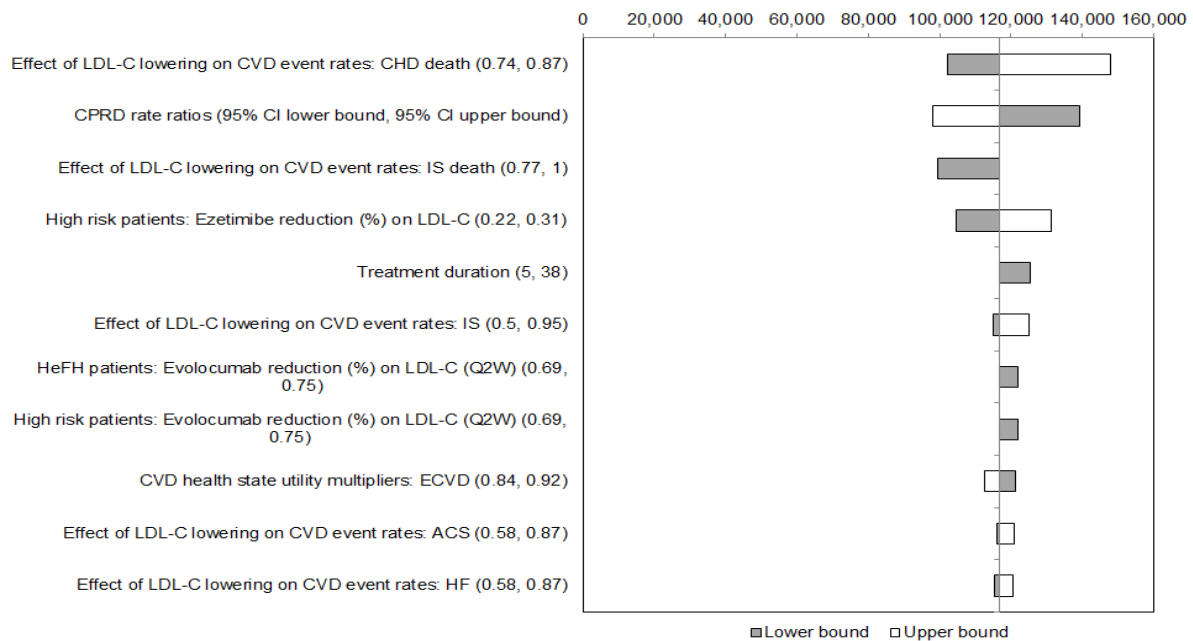 0 20,000 40,000 60,000 80,000 100,000 120,000 140,000 160,000
Effect of LDL-C lowering on CVD event rates: CHD death (0.74, 0.87)
CPRD rate ratios (95% CI lower bound, 95% CI upper bound)
Effect of LDL-C lowering on CVD event rates: IS death (0.77, 1)
High risk patients: Ezetimibe reduction (%) on LDL-C (0.22, 0.31)
Treatment duration (5, 38)
Effect of LDL-C lowering on CVD event rates: IS (0.5, 0.95)
HeFH patients: Evolocumab reduction (%) on LDL-C (Q2W) (0.69,
0.75)
High risk patients: Evolocumab reduction (%) on LDL-C (Q2W) (0.69,
0.75)
CVD health state utility multipliers: ECVD (0.84, 0.92)
Effect of LDL-C lowering on CVD event rates: ACS (0.58, 0.87)
Effect of LDL-C lowering on CVD event rates: HF (0.58, 0.87)
Lower bound Upper bound